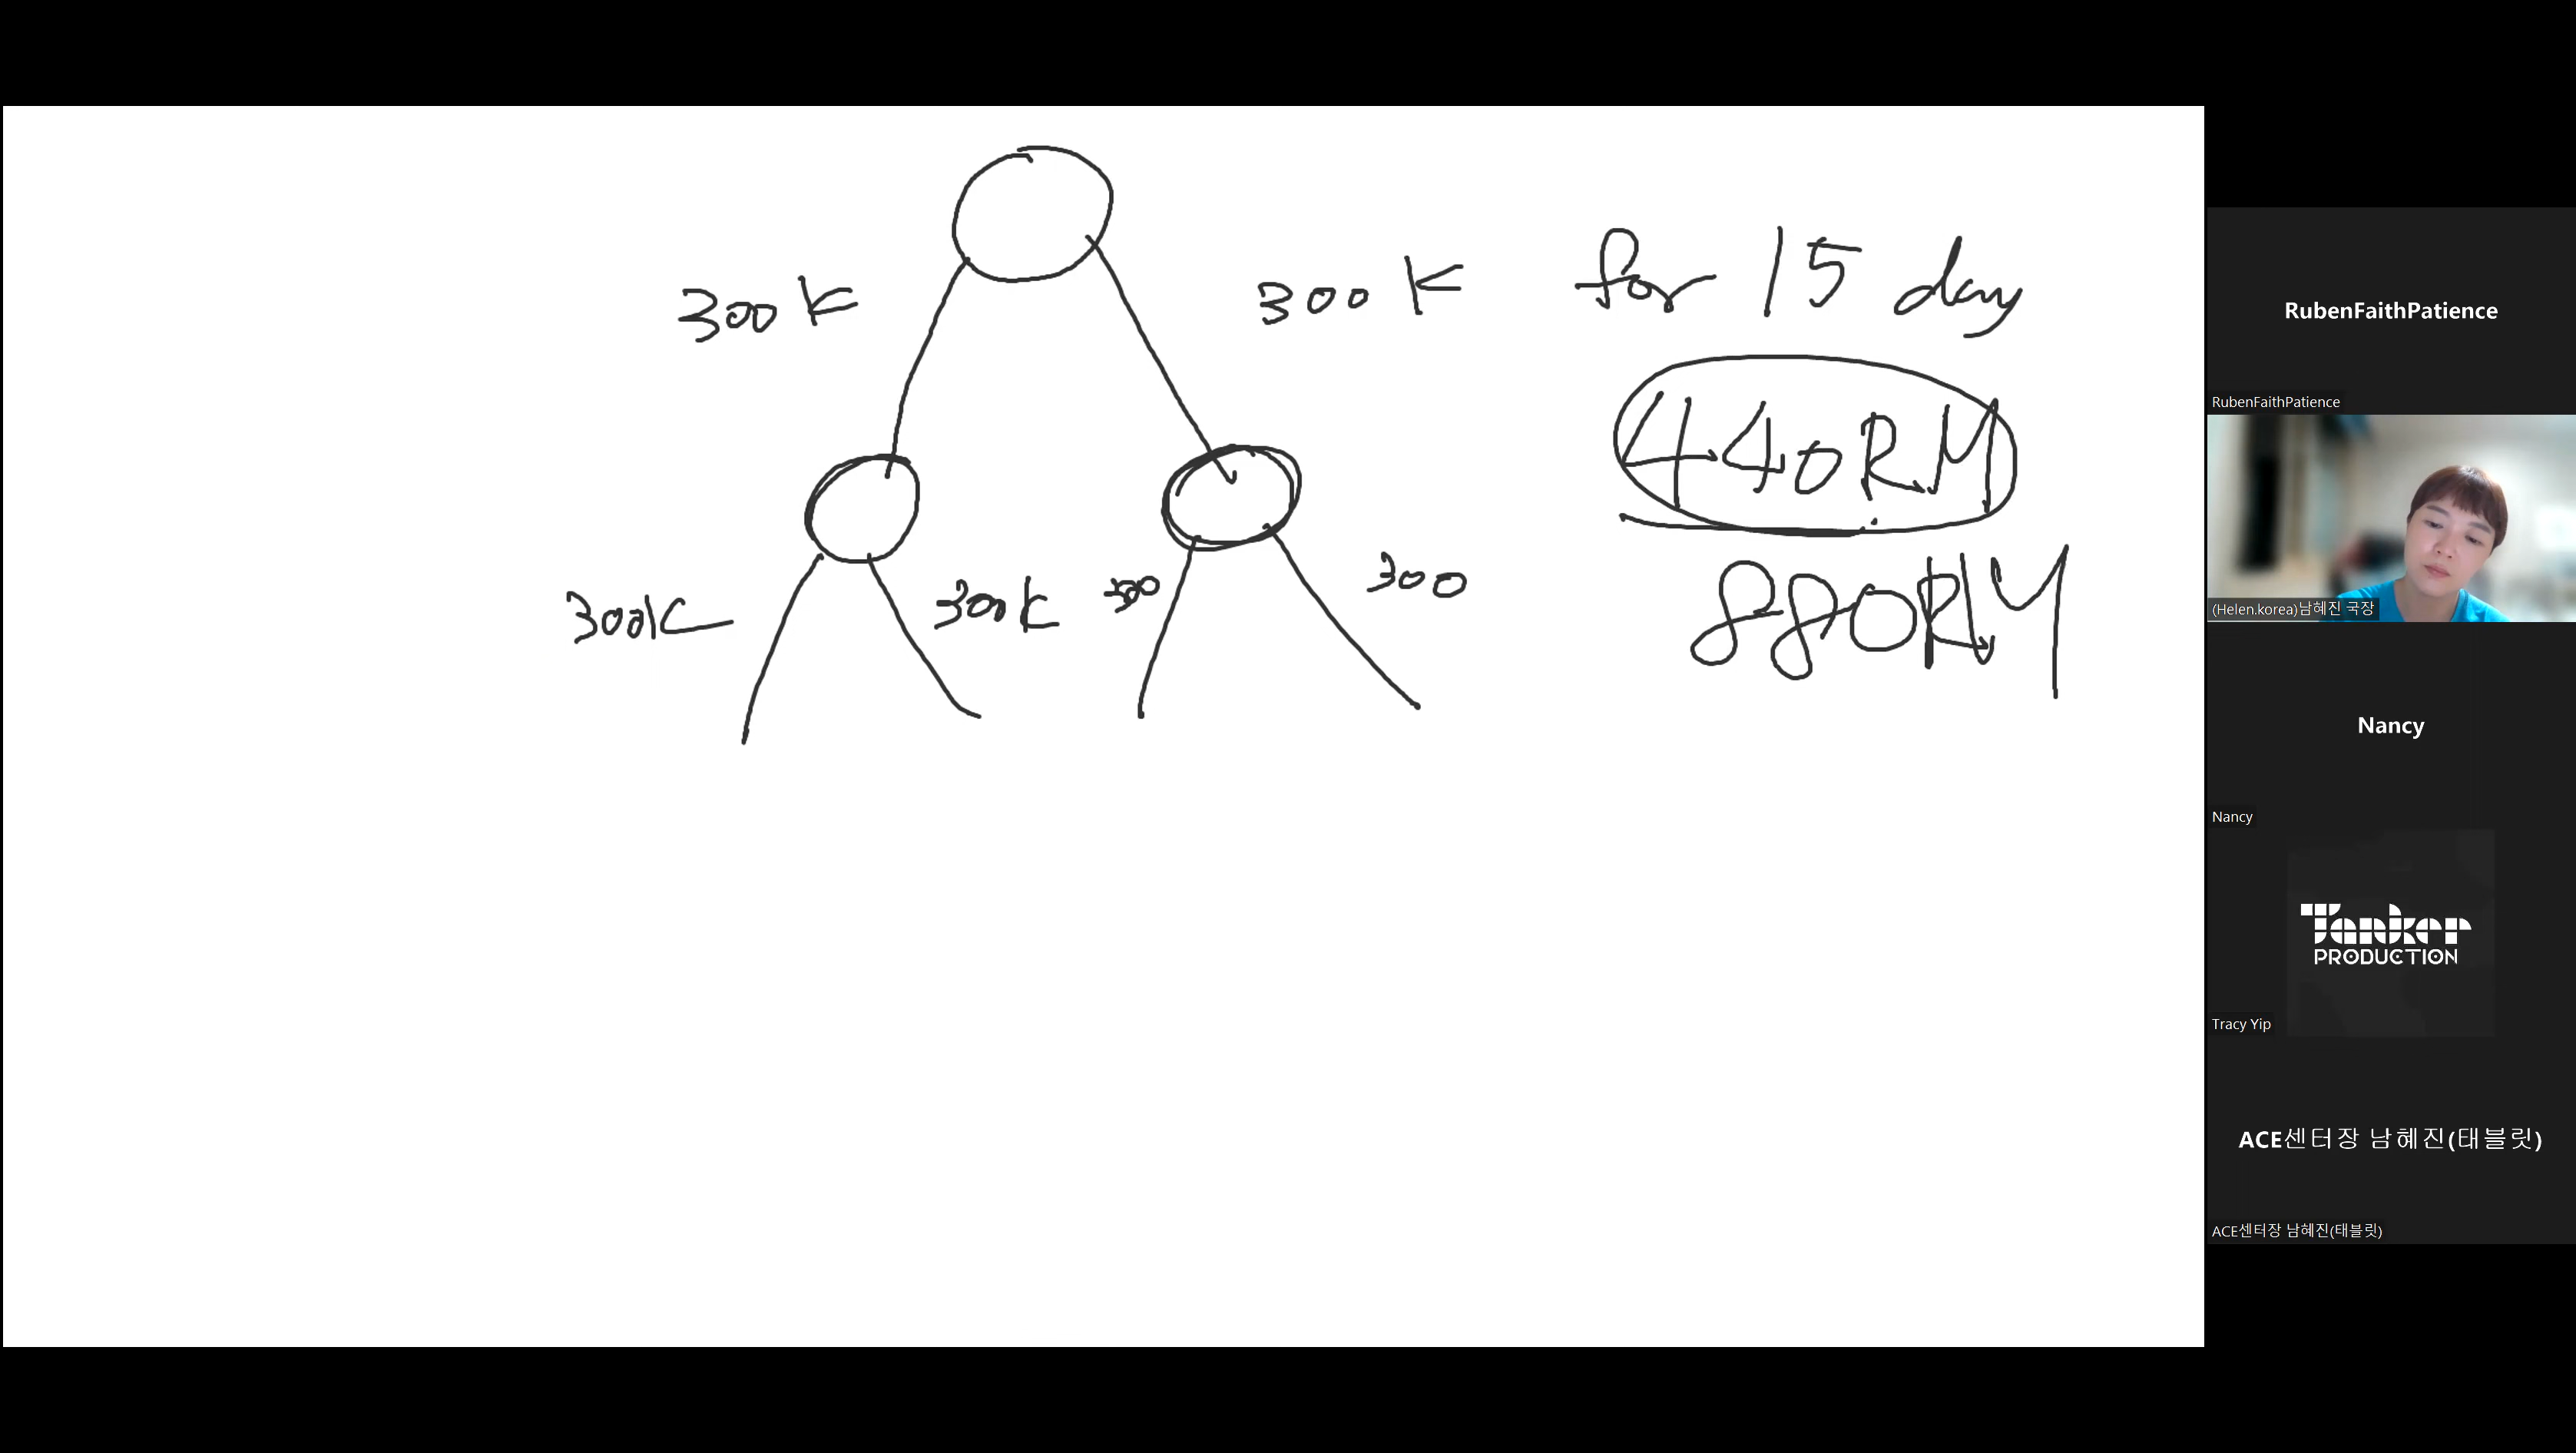 300K
300K
for 15 day
440RM
880RM
300K
300K
300
300
RubenFaithPatience
RubenFaithPatience
(Helen.korea)남혜진 국장
Nancy
Nancy
Tanker
PRODUCTION
Tracy Yip
ACE센터장 남혜진(태블릿)
ACE센터장 남혜진(태블릿)